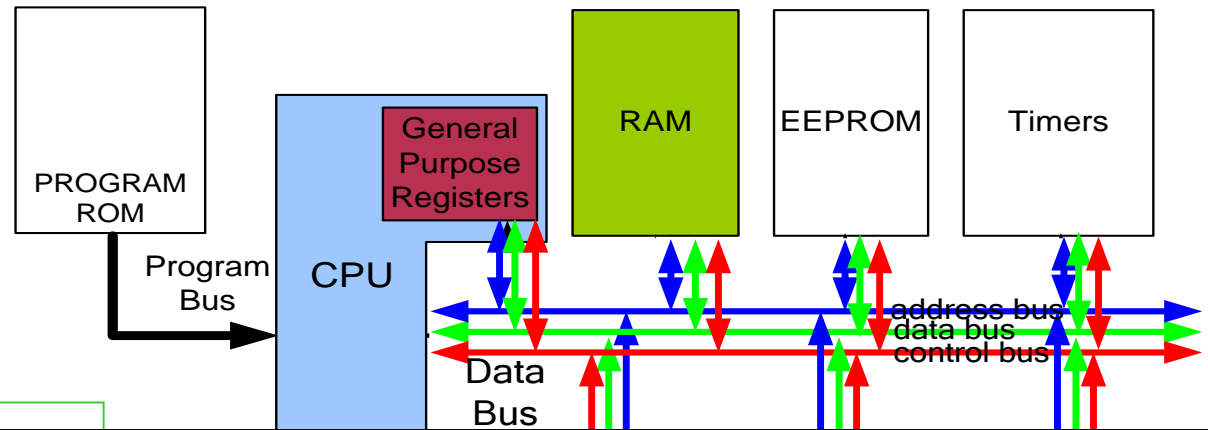 PROGRAM
ROM
Program
Bus
CPU
General
Purpose
Registers
RAM
EEPROM
Timers
address bus
data bus
control bus
Data
Bus